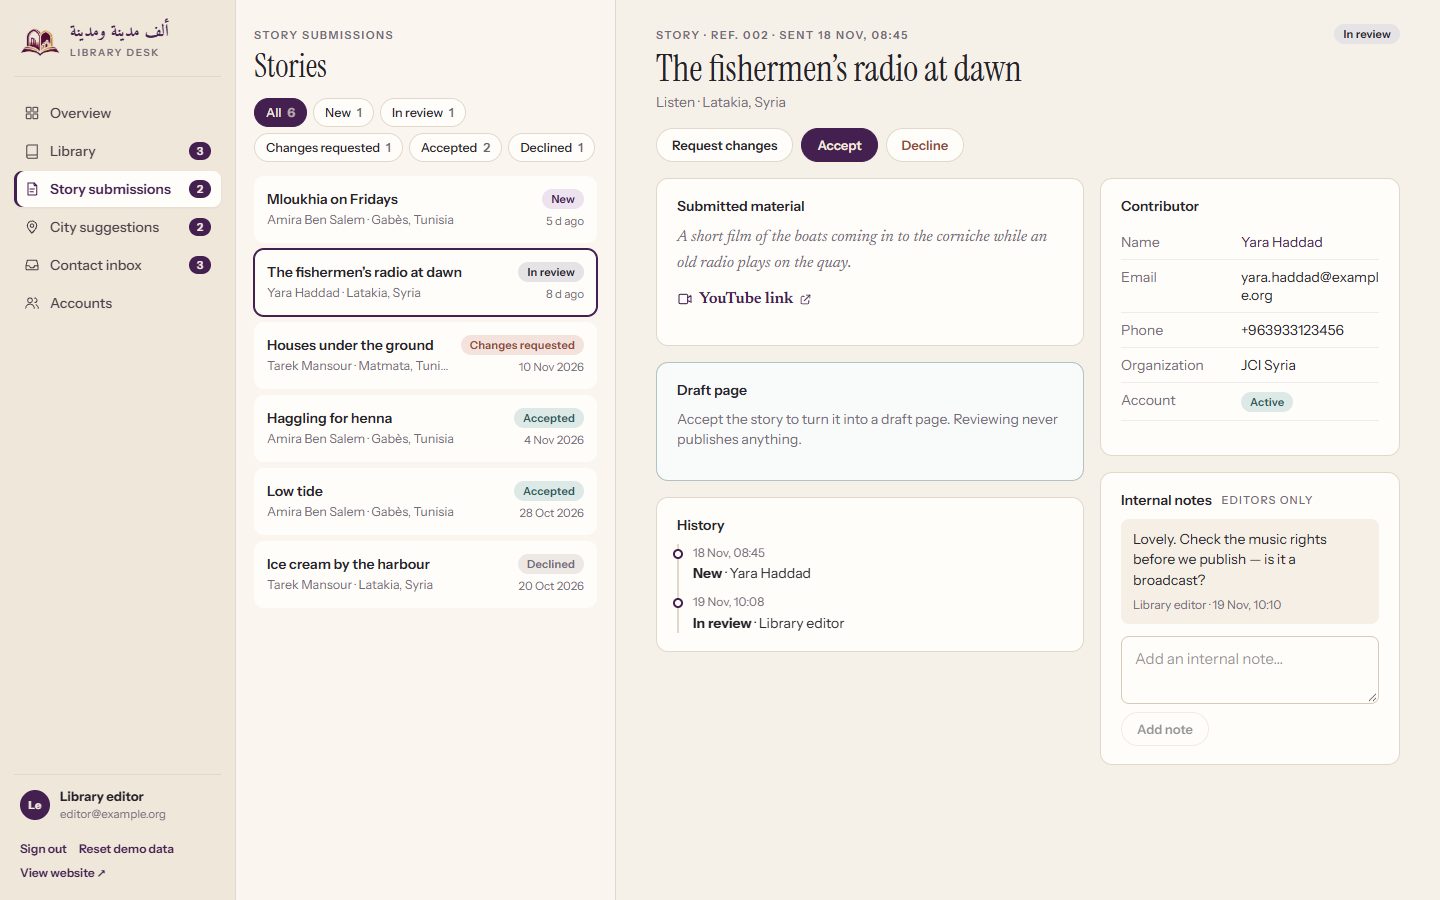 ألف مدينة ومدينة
LIBRARY DESK
Overview
Library 3
Story submissions 2
City suggestions 2
Contact inbox 3
Accounts
Le
Library editor
editor@example.org
Sign out Reset demo data
View website ↗
STORY SUBMISSIONS
Stories
All 6 New 1 In review 1
Changes requested 1 Accepted 2 Declined 1
Mloukhia on Fridays New
Amira Ben Salem · Gabès, Tunisia 5 d ago
The fishermen’s radio at dawn In review
Yara Haddad · Latakia, Syria 8 d ago
Houses under the ground Changes requested
Tarek Mansour · Matmata, Tuni… 10 Nov 2026
Haggling for henna Accepted
Amira Ben Salem · Gabès, Tunisia 4 Nov 2026
Low tide Accepted
Amira Ben Salem · Gabès, Tunisia 28 Oct 2026
Ice cream by the harbour Declined
Tarek Mansour · Latakia, Syria 20 Oct 2026
STORY · REF. 002 · SENT 18 NOV, 08:45
In review
The fishermen’s radio at dawn
Listen · Latakia, Syria
Request changes Accept Decline
Submitted material
A short film of the boats coming in to the corniche while an
old radio plays on the quay.
YouTube link
Draft page
Accept the story to turn it into a draft page. Reviewing never
publishes anything.
History
18 Nov, 08:45
New · Yara Haddad
19 Nov, 10:08
In review · Library editor
Contributor
Name Yara Haddad
Email yara.haddad@exampl
e.org
Phone +963933123456
Organization JCI Syria
Account Active
Internal notes EDITORS ONLY
Lovely. Check the music rights
before we publish — is it a
broadcast?
Library editor · 19 Nov, 10:10
Add an internal note…
Add note